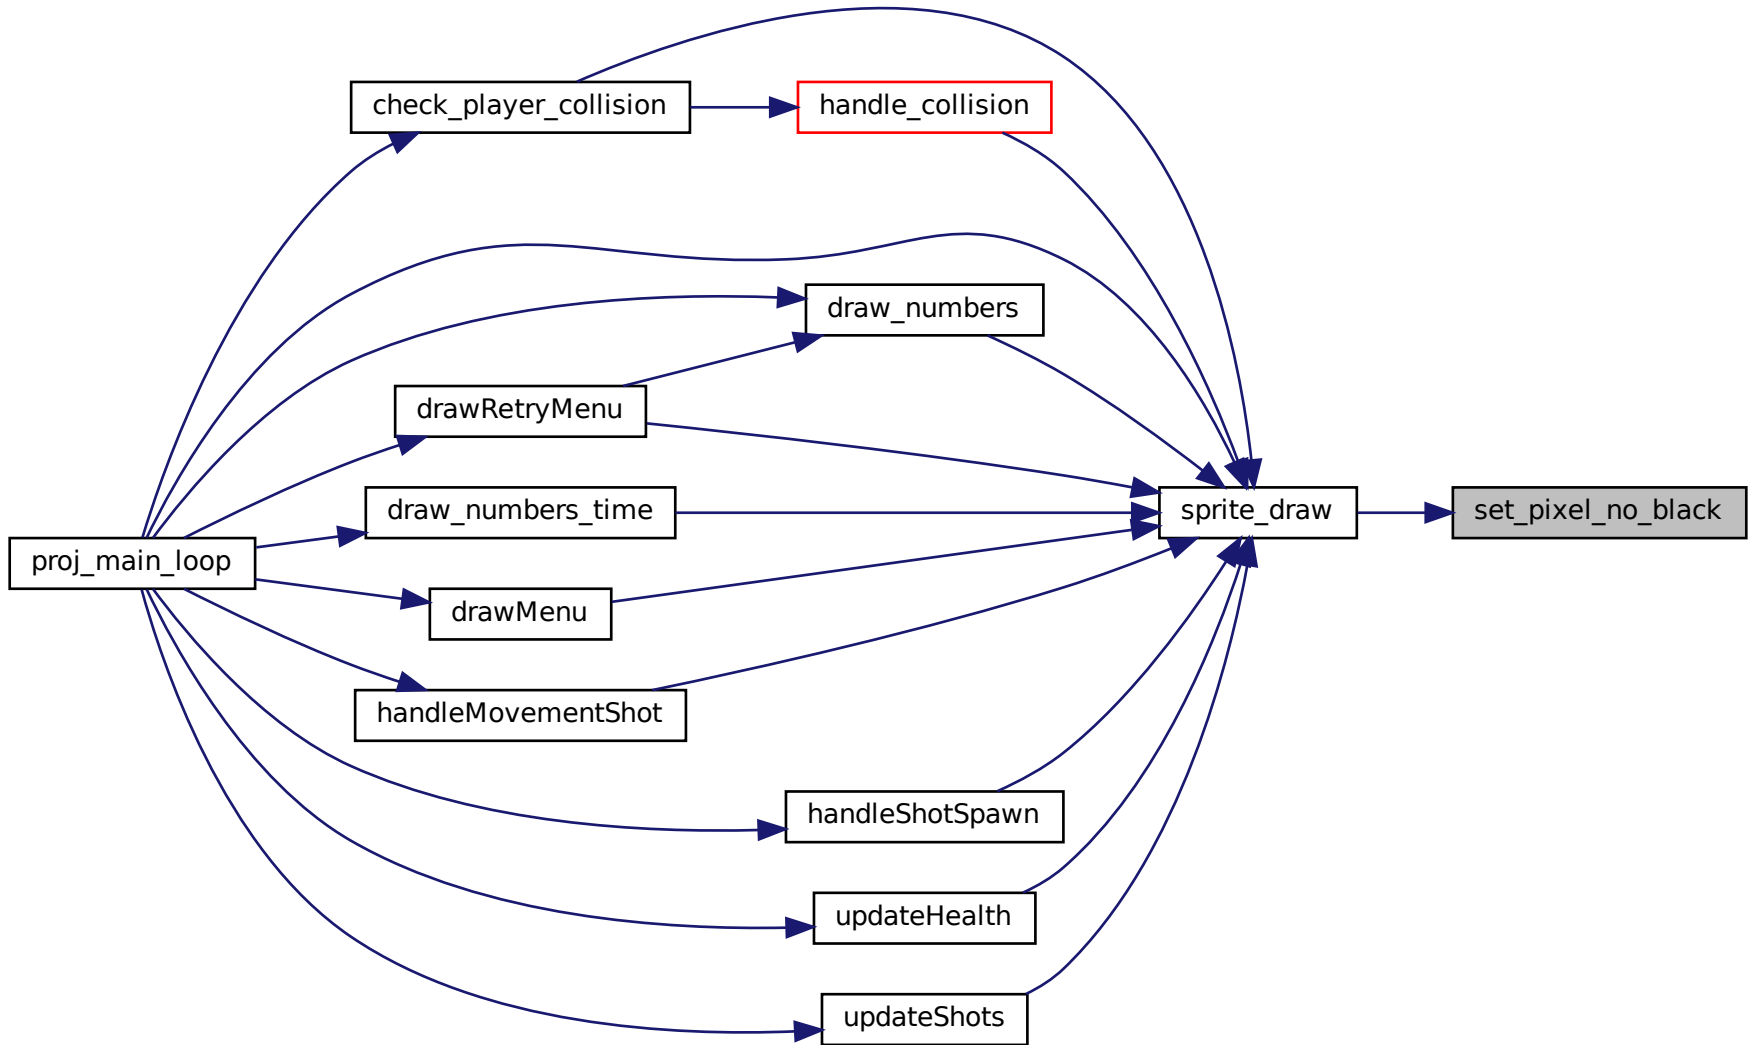 check_player_collision
handle_collision
draw_numbers
drawRetryMenu
draw_numbers_time
sprite_draw
set_pixel_no_black
proj_main_loop
drawMenu
handleMovementShot
handleShotSpawn
updateHealth
updateShots